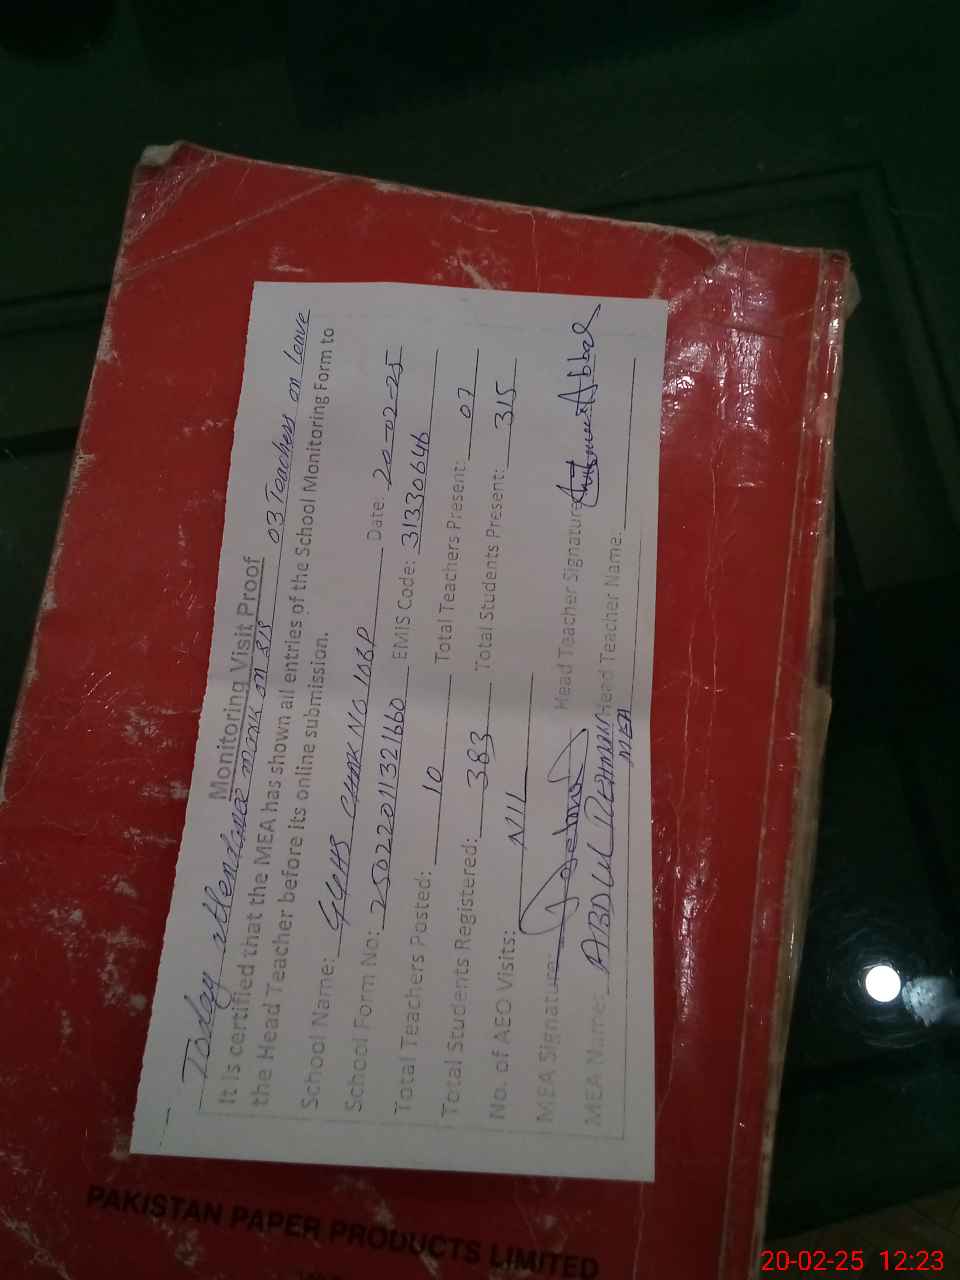 Monitoring Visit Proof
Today attendance mark on SIS 03 Teachers on leave
It is certified that the MEA has shown all entries of the School Monitoring Form to
the Head Teacher before its online submission.
School Name: GGHS CHAK No 108P Date: 20-02-25
School Form No: 2502201132160 EMIS Code: 31330646
Total Teachers Posted: 10 Total Teachers Present: 07
Total Students Registered: 383 Total Students Present: 315
No. of AEO Visits: Nil
MEA Signature: Head Teacher Signature
MEA Name: ABDUL REHMAN Head Teacher Name:
MEA
PAKISTAN PAPER PRODUCTS LIMITED
20-02-25 12:23